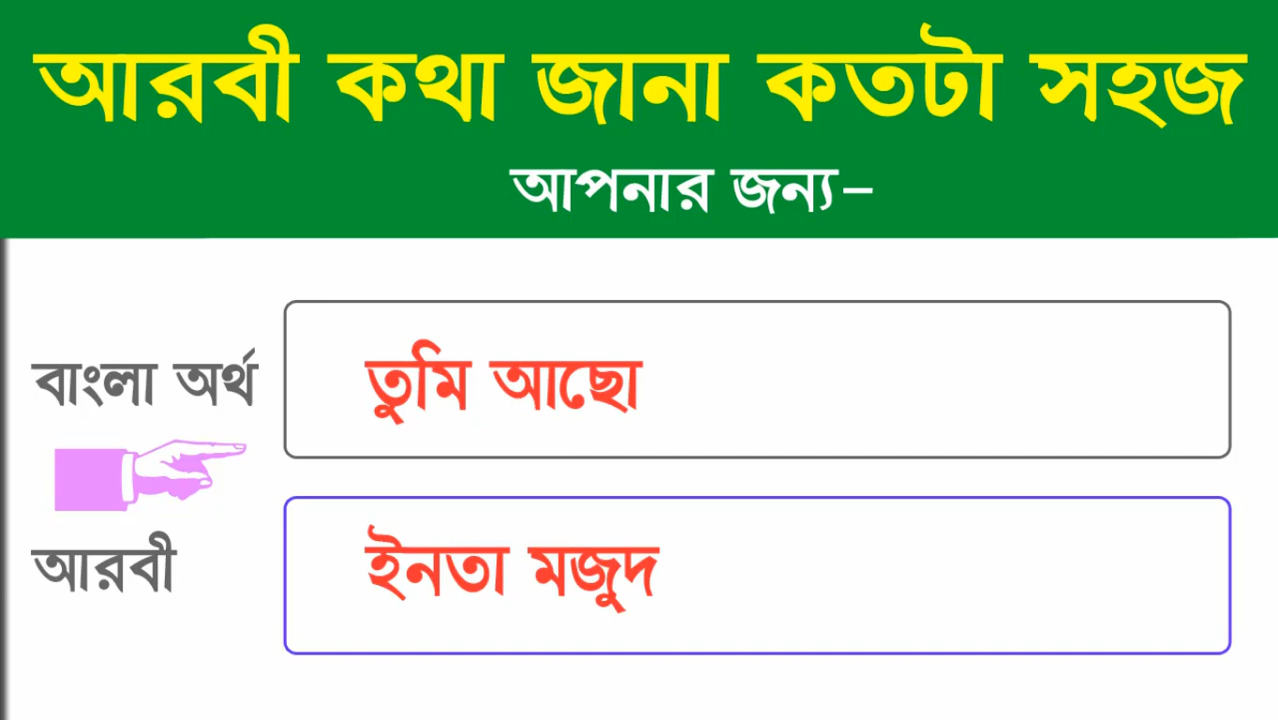 আরবী কথা জানা কতটা সহজ
আপনার জন্য-
বাংলা অর্থ
তুমি আছো
আরবী
ইনতা মজুদ